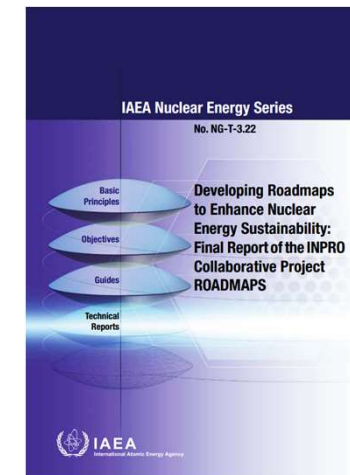 IAEA Nuclear Energy Series
No. NG-T-3.22
Basic
Principles
Objectives
Guides
Technical
Reports
Developing Roadmaps
to Enhance Nuclear
Energy Sustainability:
Final Report of the INPRO
Collaborative Project
ROADMAPS
IAEA
International Atomic Energy Agency